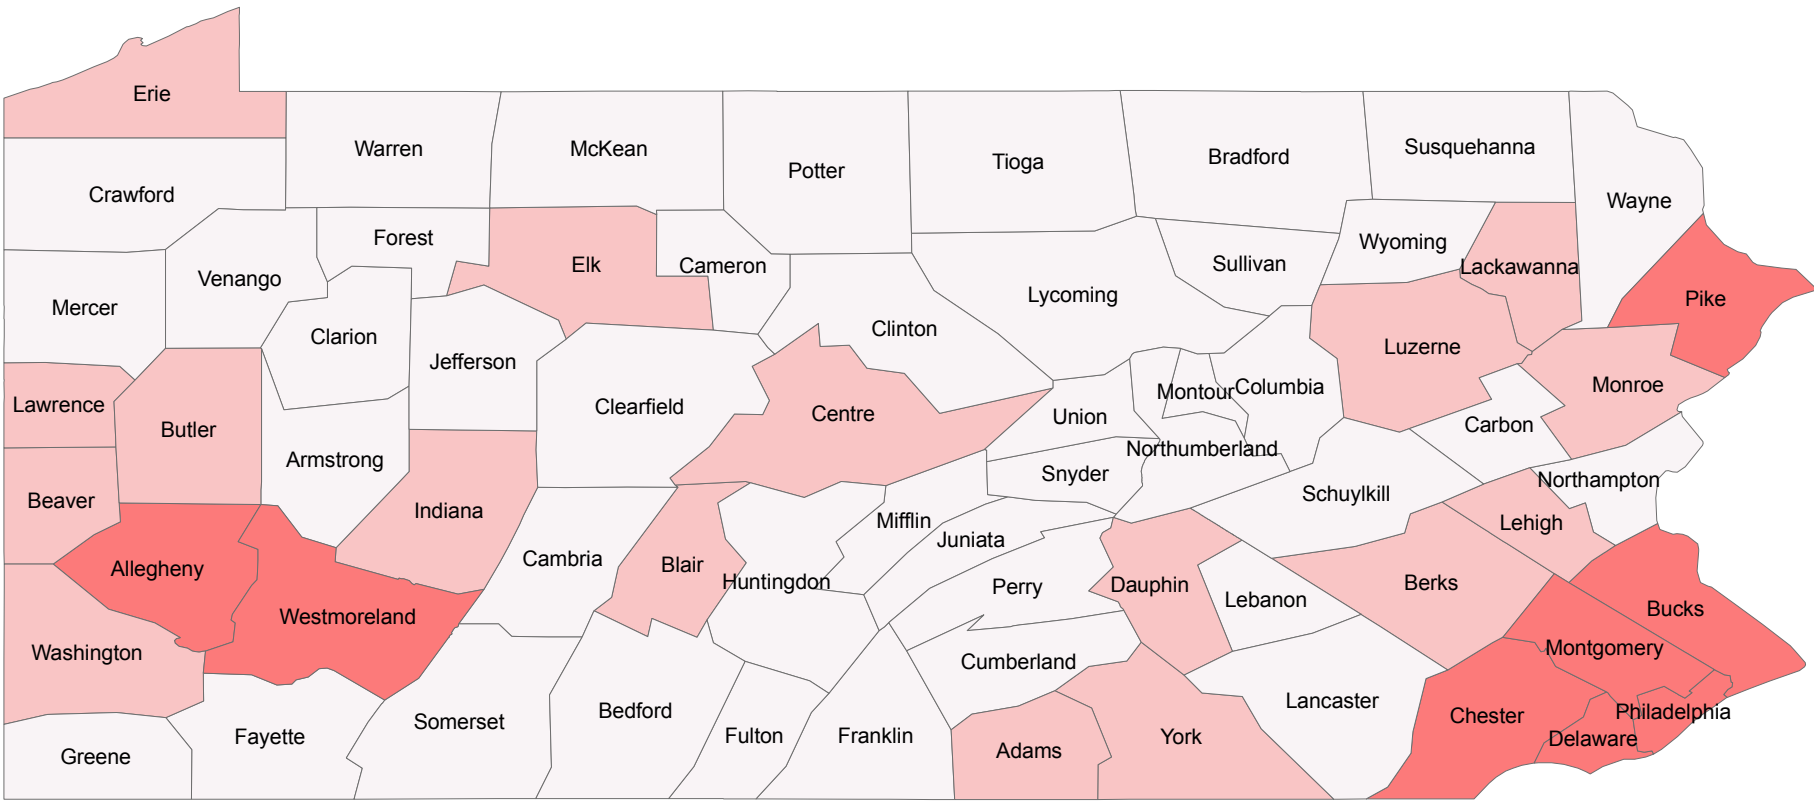 Erie
Warren
McKean
Potter
Tioga
Bradford
Susquehanna
Crawford
Wayne
Forest
Elk
Cameron
Wyoming
Sullivan
Lackawanna
Venango
Lycoming
Pike
Mercer
Clinton
Clarion
Jefferson
Luzerne
Monroe
Montour
Columbia
Lawrence
Clearfield
Centre
Union
Carbon
Butler
Armstrong
Northumberland
Snyder
Northampton
Beaver
Schuylkill
Indiana
Mifflin
Lehigh
Juniata
Cambria
Blair
Allegheny
Huntingdon
Perry
Dauphin
Berks
Lebanon
Bucks
Westmoreland
Washington
Cumberland
Montgomery
Lancaster
Bedford
Somerset
Chester
Philadelphia
Fayette
Fulton
Franklin
York
Delaware
Adams
Greene